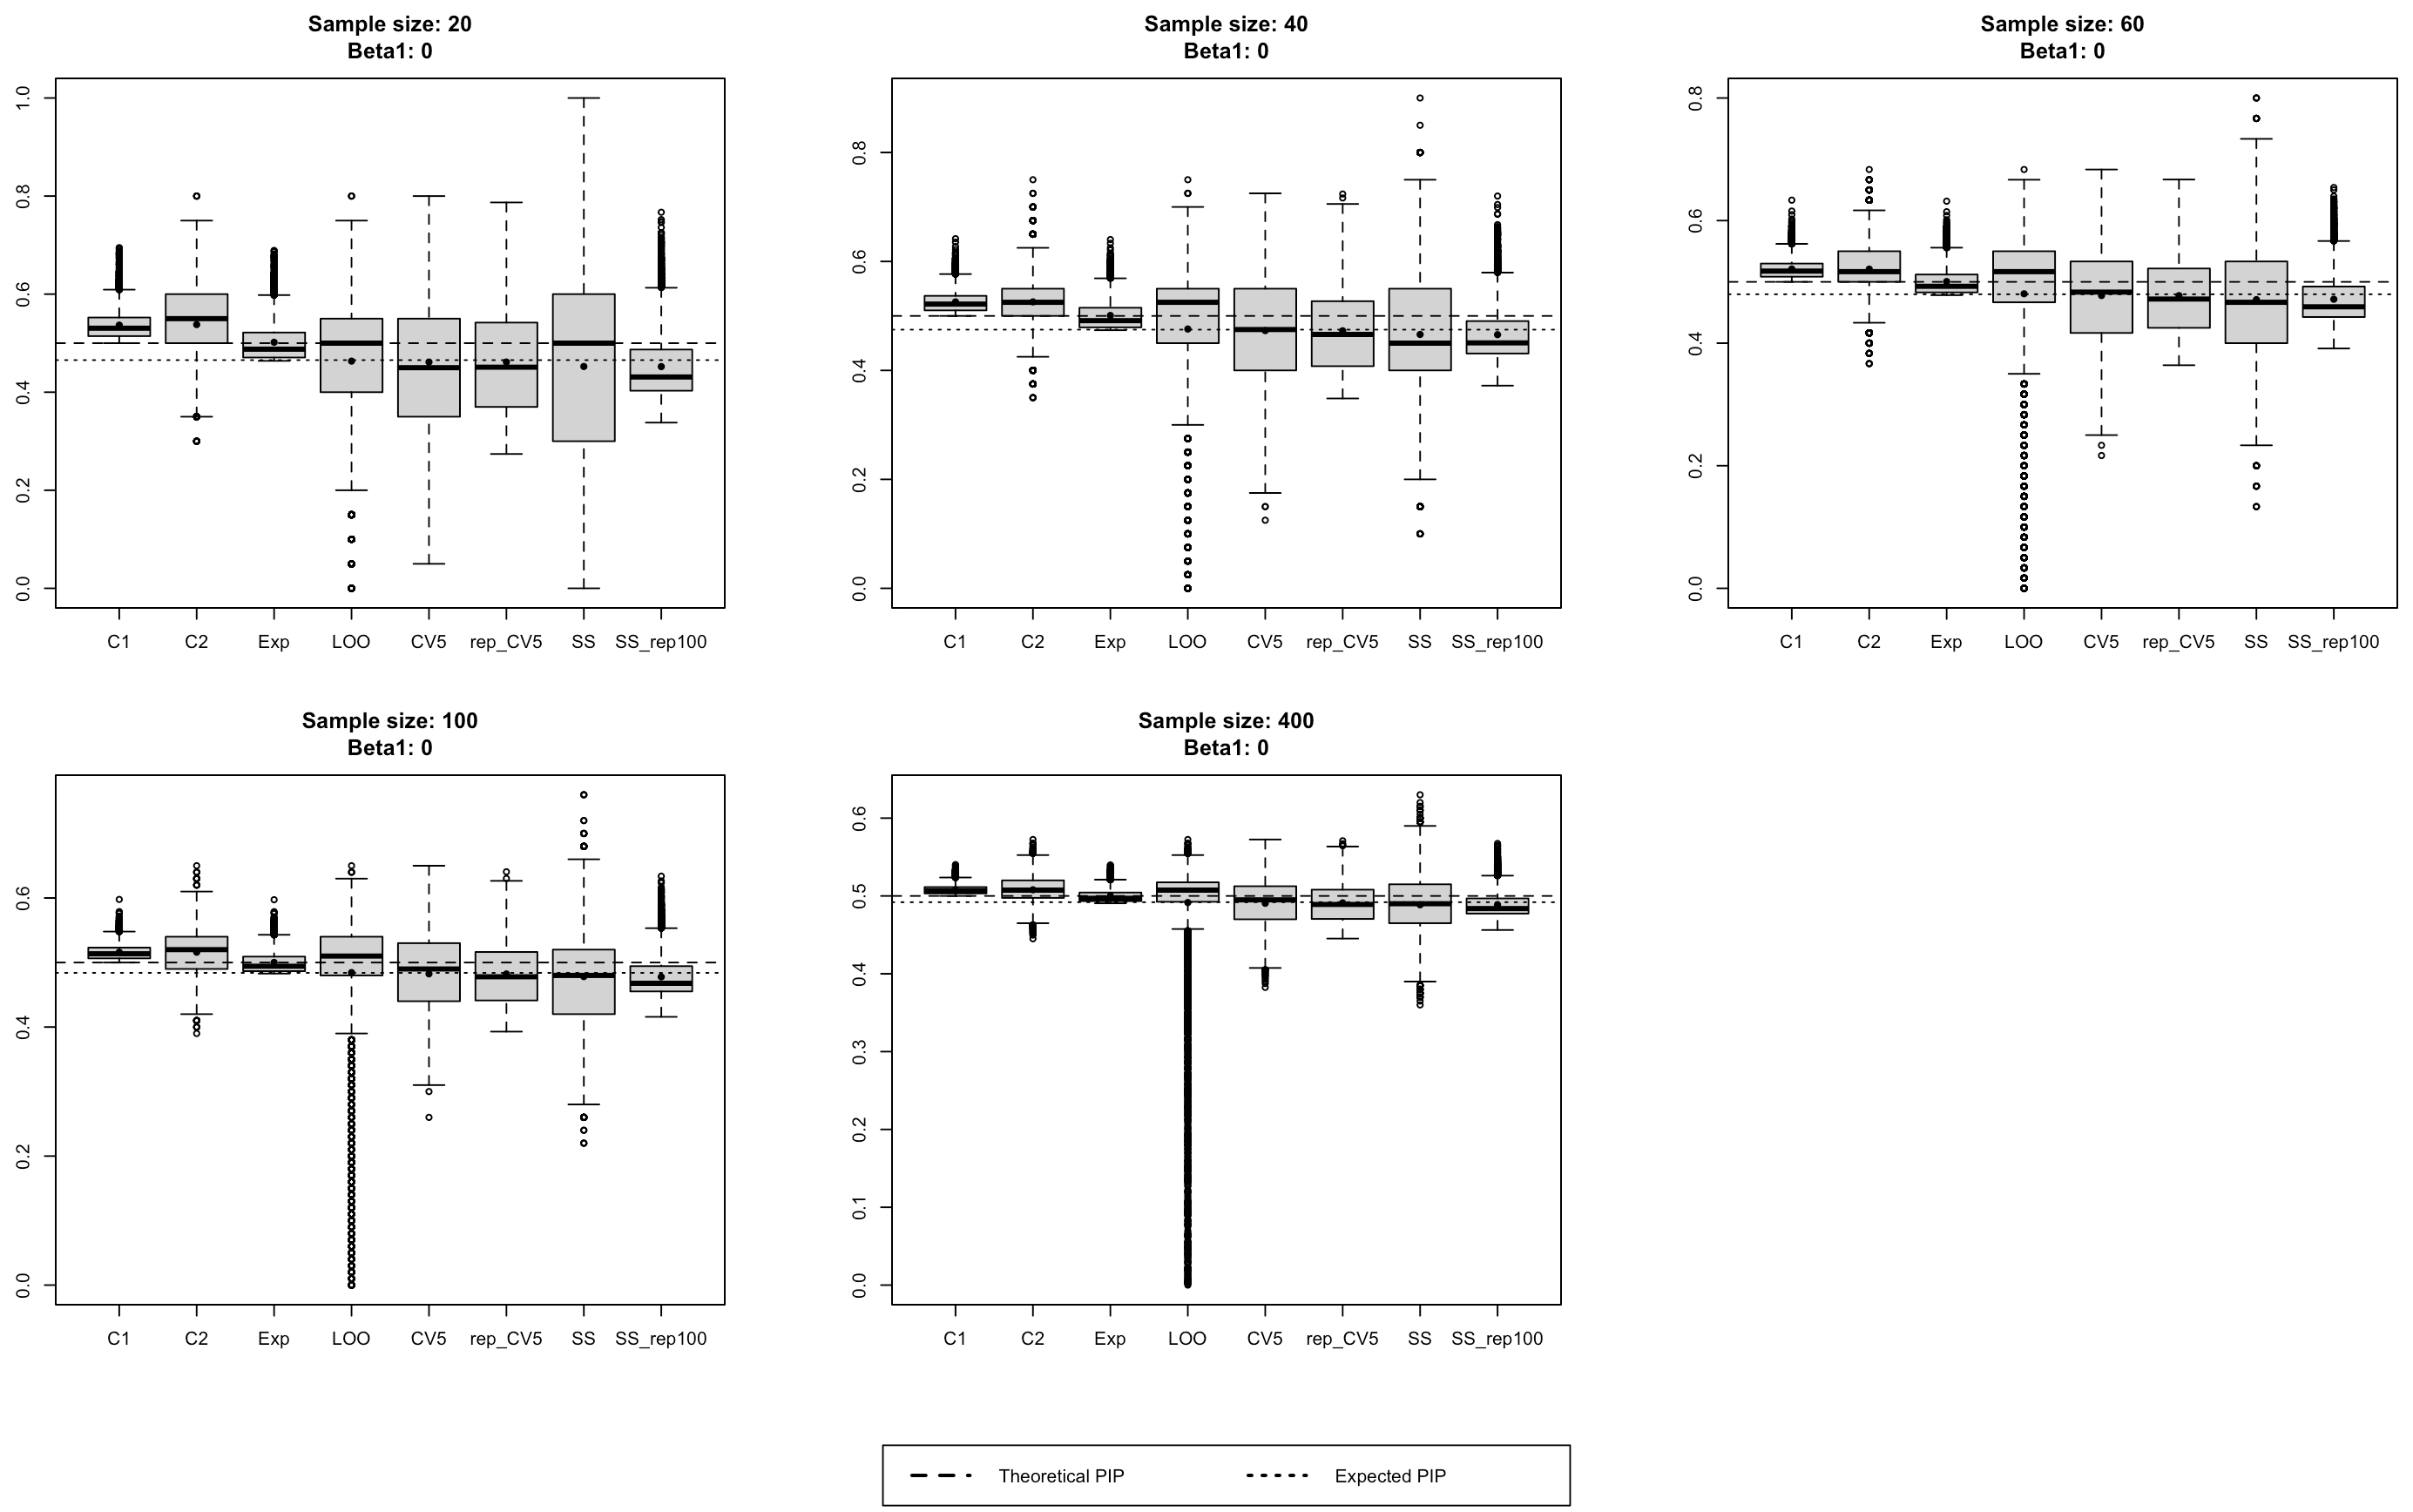 Sample size: 20
Beta1: 0
1.0
0.8
0.6
0.4
0.2
0.0
C1 C2 Exp LOO CV5 rep_CV5 SS SS_rep100
Sample size: 40
Beta1: 0
0.8
0.6
0.4
0.2
0.0
C1 C2 Exp LOO CV5 rep_CV5 SS SS_rep100
Sample size: 60
Beta1: 0
0.8
0.6
0.4
0.2
0.0
C1 C2 Exp LOO CV5 rep_CV5 SS SS_rep100
Sample size: 100
Beta1: 0
0.6
0.4
0.2
0.0
C1 C2 Exp LOO CV5 rep_CV5 SS SS_rep100
Sample size: 400
Beta1: 0
0.6
0.5
0.4
0.3
0.2
0.1
0.0
C1 C2 Exp LOO CV5 rep_CV5 SS SS_rep100
Theoretical PIP Expected PIP